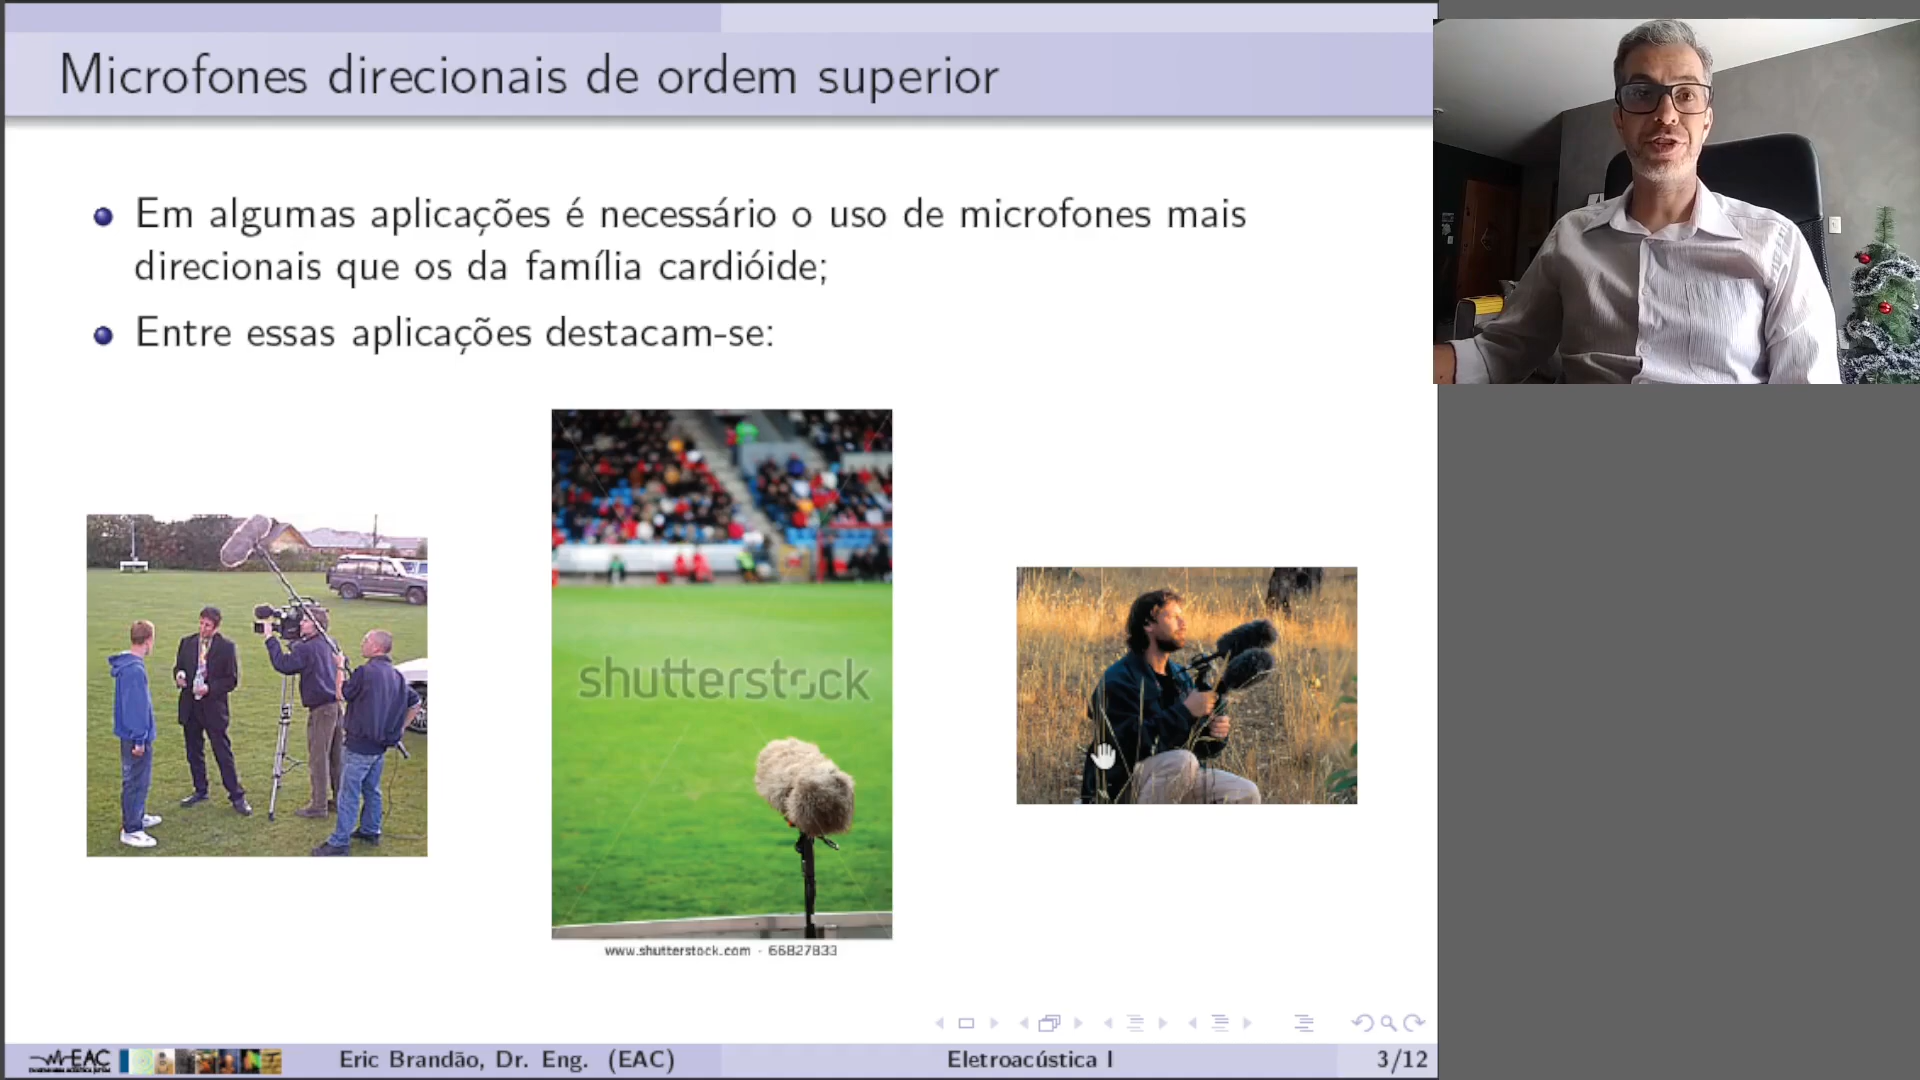 Microfones direcionais de ordem superior
Em algumas aplicações é necessário o uso de microfones mais
direcionais que os da família cardióide;
Entre essas aplicações destacam-se:
shutterstock
www.shutterstock.com · 66827833
EAC
Eric Brandão, Dr. Eng. (EAC)
Eletroacústica I
3/12